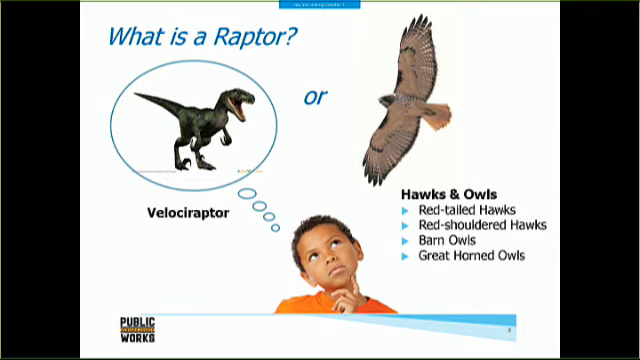 What is a Raptor?
or
Velociraptor
Hawks & Owls
Red-tailed Hawks
Red-shouldered Hawks
Barn Owls
Great Horned Owls
PUBLIC
WORKS